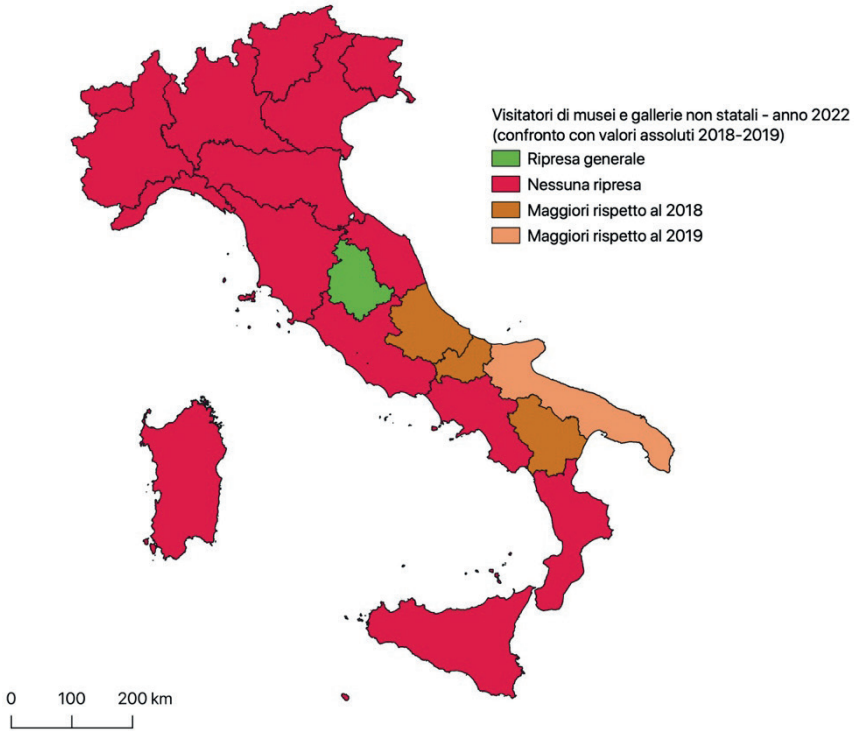 Visitatori di musei e gallerie non statali - anno 2022
(confronto con valori assoluti 2018-2019)
Ripresa generale
Nessuna ripresa
Maggiori rispetto al 2018
Maggiori rispetto al 2019
0 100 200 km